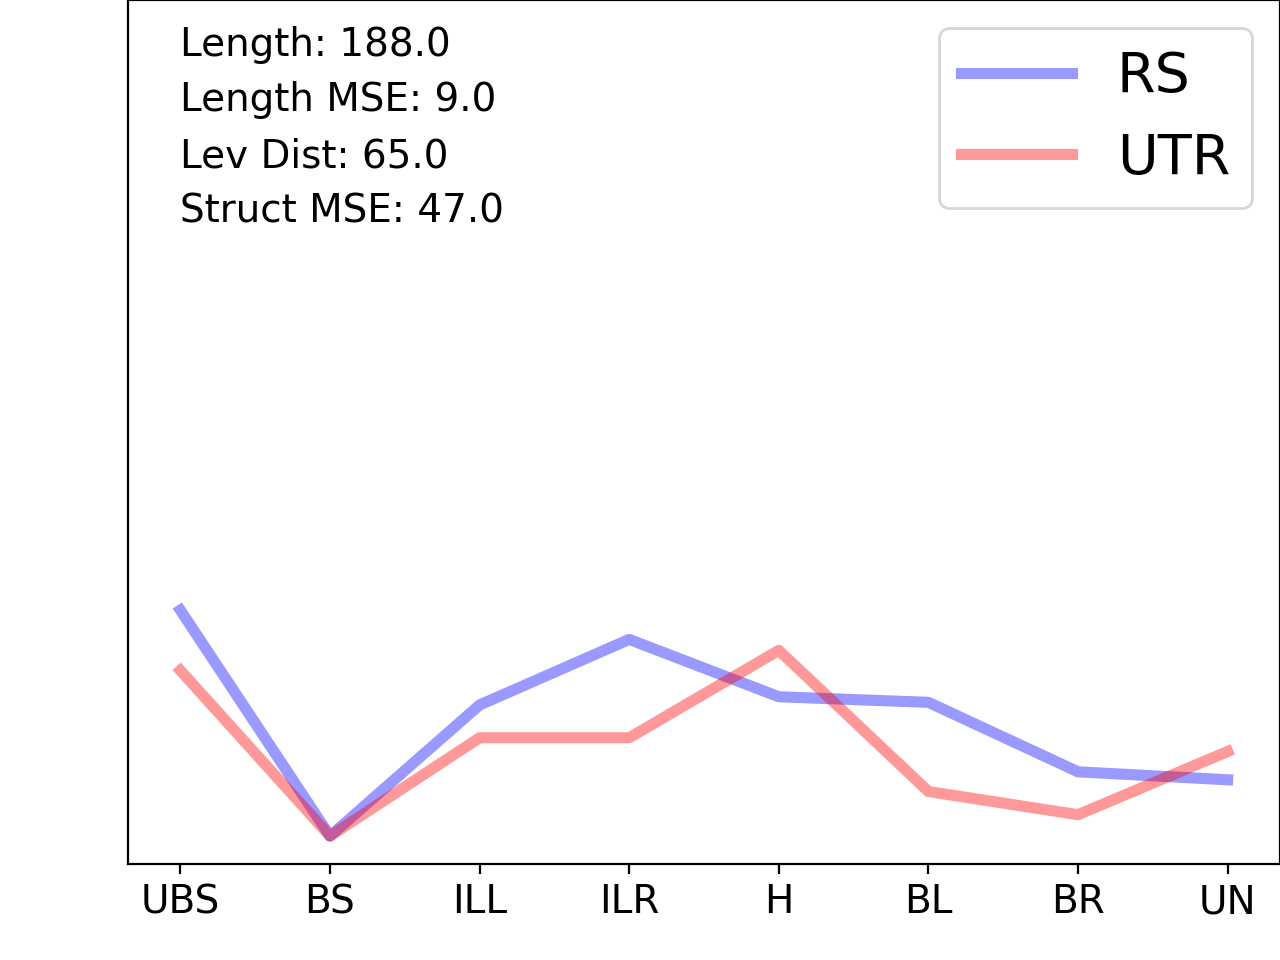 Length: 188.0
Length MSE: 9.0
Lev Dist: 65.0
Struct MSE: 47.0
RS
UTR
UBS BS ILL ILR H BL BR UN